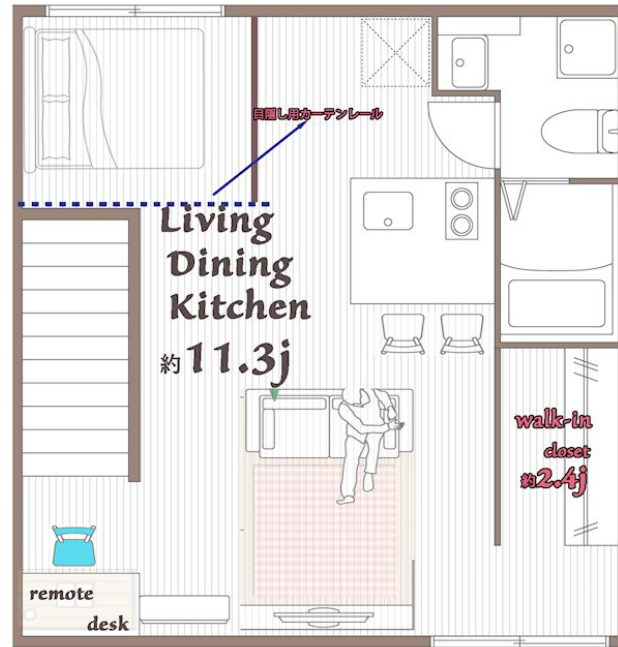 目隠し用カーテンレール
Living
Dining
Kitchen
約11.3j
walk-in
closet
約2.4j
remote
desk